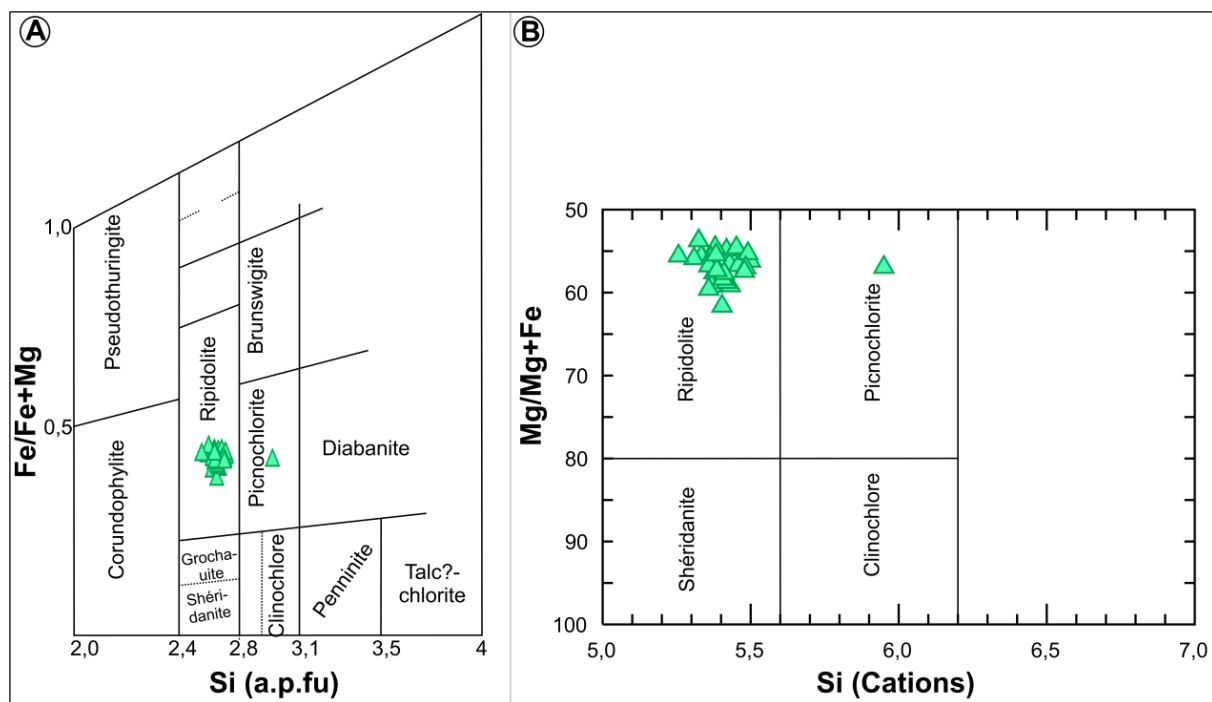 A
Fe/Fe+Mg
1,0
0,5
Pseudothuringite
Corundophylite
Ripidolite
Brunswigite
Picnochlorite
Diabanite
Grocha-
uite
Shéri-
danite
Clinochlore
Penninite
Talc?-
chlorite
2,0
2,4
2,8
3,1
3,5
4
Si (a.p.fu)
B
Mg/Mg+Fe
50
60
70
80
90
100
Ripidolite
Picnochlorite
Shéridanite
Clinochlore
5,0
5,5
6,0
6,5
7,0
Si (Cations)